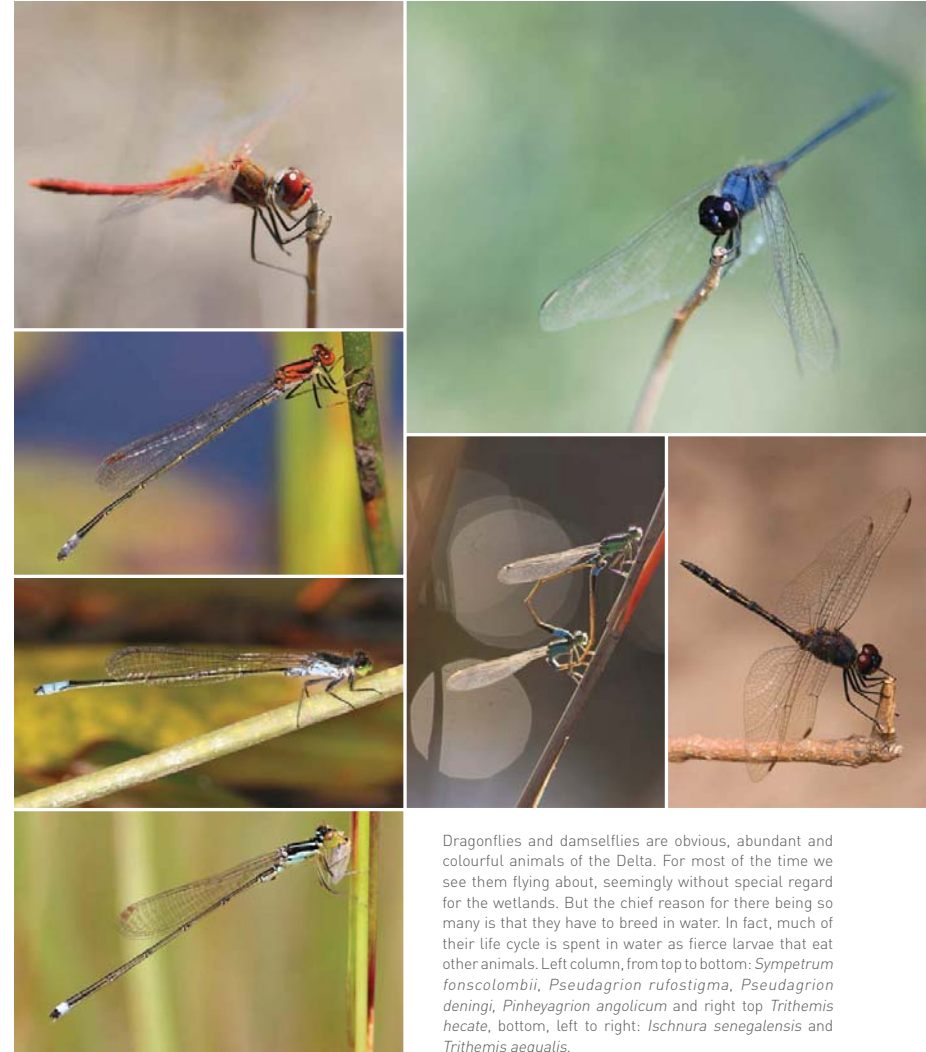 Dragonflies and damselflies are obvious, abundant and
colourful animals of the Delta. For most of the time we
see them flying about, seemingly without special regard
for the wetlands. But the chief reason for there being so
many is that they have to breed in water. In fact, much of
their life cycle is spent in water as fierce larvae that eat
other animals. Left column, from top to bottom: Sympetrum
fonscolombii, Pseudagrion rufostigma, Pseudagrion
deningi, Pinheyagrion angolicum and right top Trithemis
hecate, bottom, left to right: Ischnura senegalensis and
Trithemis aequalis.